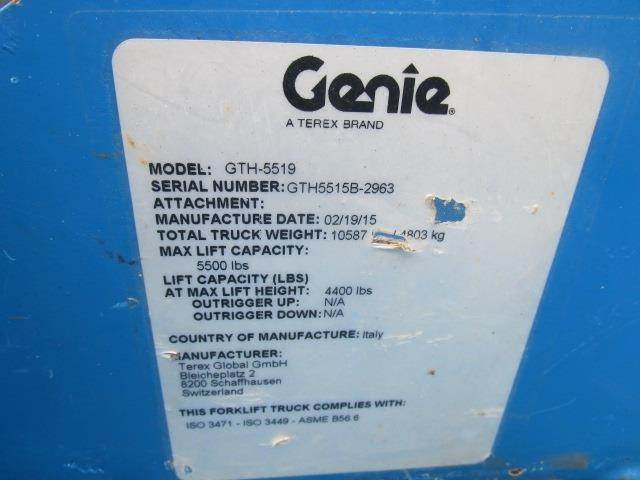 Genie
A TEREX BRAND
MODEL: GTH-5519
SERIAL NUMBER: GTH5515B-2963
ATTACHMENT:
MANUFACTURE DATE: 02/19/15
TOTAL TRUCK WEIGHT: 10587 / 4803 kg
MAX LIFT CAPACITY:
5500 lbs
LIFT CAPACITY (LBS)
AT MAX LIFT HEIGHT: 4400 lbs
OUTRIGGER UP: N/A
OUTRIGGER DOWN: N/A
COUNTRY OF MANUFACTURE: Italy
MANUFACTURER:
Terex Global GmbH
Bleicheplatz 2
8200 Schaffhausen
Switzerland
THIS FORKLIFT TRUCK COMPLIES WITH:
ISO 3471 - ISO 3449 - ASME B56.6